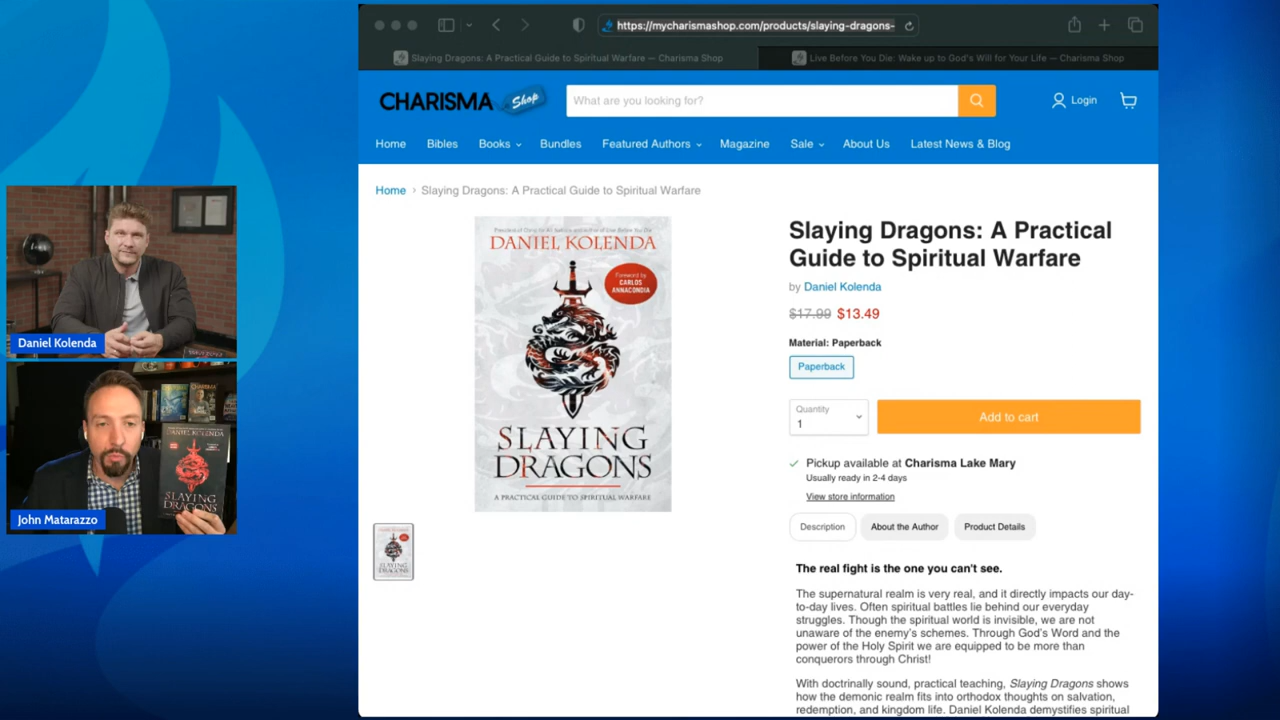 https://mycharismashop.com/products/slaying-dragons-
Slaying Dragons: A Practical Guide to Spiritual Warfare — Charisma Shop
Live Before You Die: Wake up to God's Will for Your Life — Charisma Shop
CHARISMA Shop
What are you looking for?
Login
Home
Bibles
Books
Bundles
Featured Authors
Magazine
Sale
About Us
Latest News & Blog
Home › Slaying Dragons: A Practical Guide to Spiritual Warfare
Daniel Kolenda
CHARISMA
DANIEL KOLENDA
SLAYING
DRAGONS
John Matarazzo
DANIEL KOLENDA
Foreword by
CARLOS
ANNACONDIA
SLAYING
DRAGONS
A PRACTICAL GUIDE TO SPIRITUAL WARFARE
SLAYING
DRAGONS
Slaying Dragons: A Practical
Guide to Spiritual Warfare
by Daniel Kolenda
$17.99 $13.49
Material: Paperback
Paperback
Quantity
1
Add to cart
Pickup available at Charisma Lake Mary
Usually ready in 2-4 days
View store information
Description
About the Author
Product Details
The real fight is the one you can't see.
The supernatural realm is very real, and it directly impacts our day-
to-day lives. Often spiritual battles lie behind our everyday
struggles. Though the spiritual world is invisible, we are not
unaware of the enemy's schemes. Through God's Word and the
power of the Holy Spirit we are equipped to be more than
conquerors through Christ!
With doctrinally sound, practical teaching, Slaying Dragons shows
how the demonic realm fits into orthodox thoughts on salvation,
redemption, and kingdom life. Daniel Kolenda demystifies spiritual